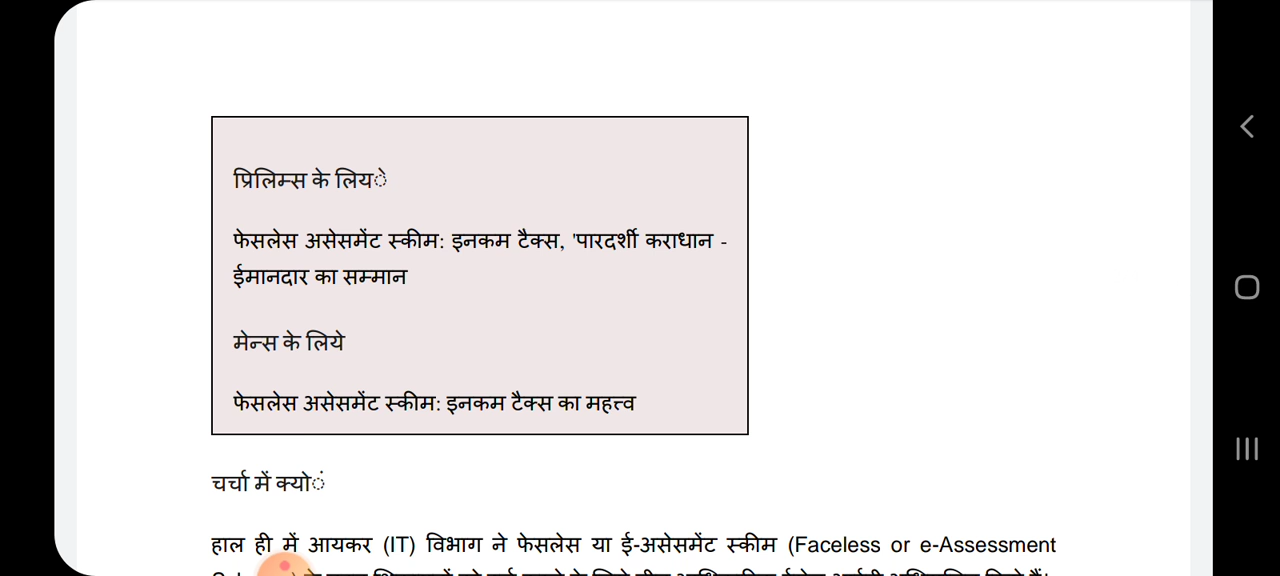 प्रिलिम्स के लिये
फेसलेस असेसमेंट स्कीम: इनकम टैक्स, 'पारदर्शी कराधान -
ईमानदार का सम्मान
मेन्स के लिये
फेसलेस असेसमेंट स्कीम: इनकम टैक्स का महत्त्व
चर्चा में क्यों
हाल ही में आयकर (IT) विभाग ने फेसलेस या ई-असेसमेंट स्कीम (Faceless or e-Assessment